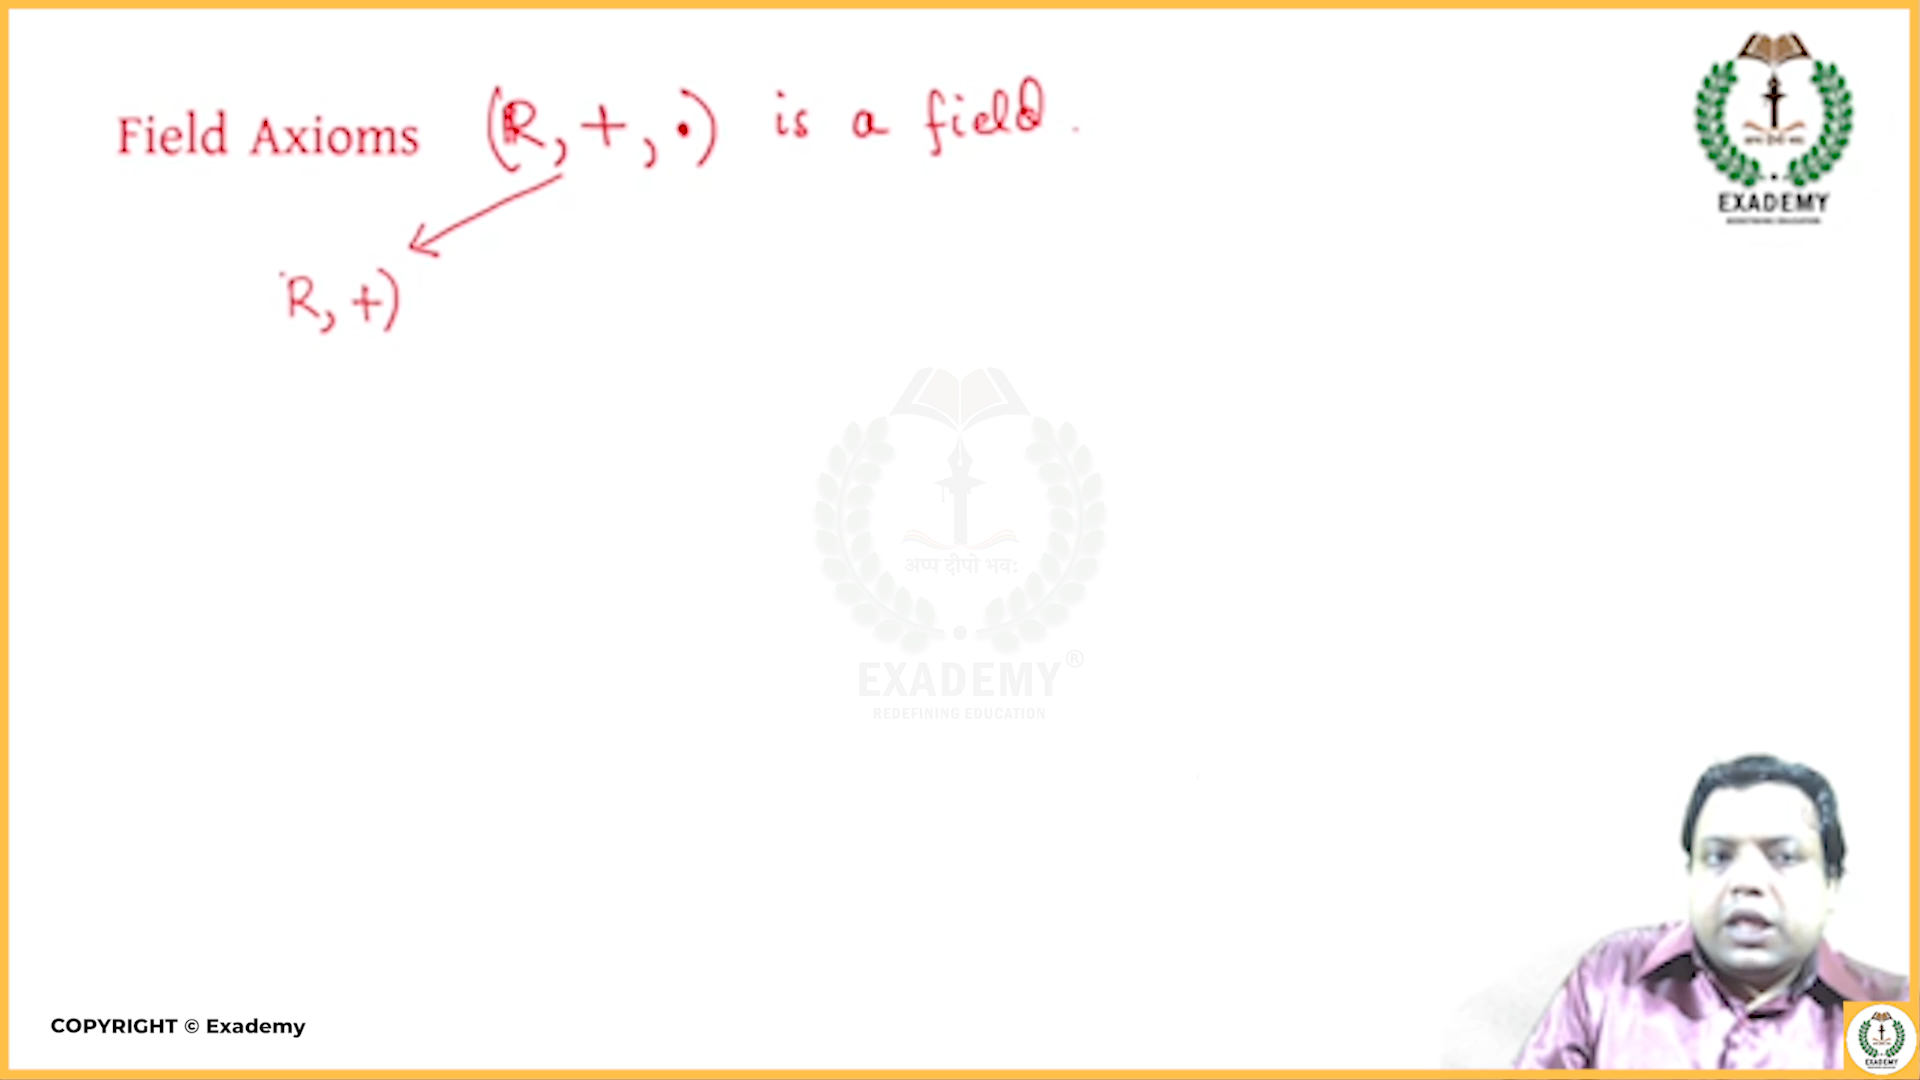 Field Axioms (R, +, •) is a field.
R, +)
EXADEMY
अप्प दीपो भव:
EXADEMY®
REDEFINING EDUCATION
COPYRIGHT © Exademy